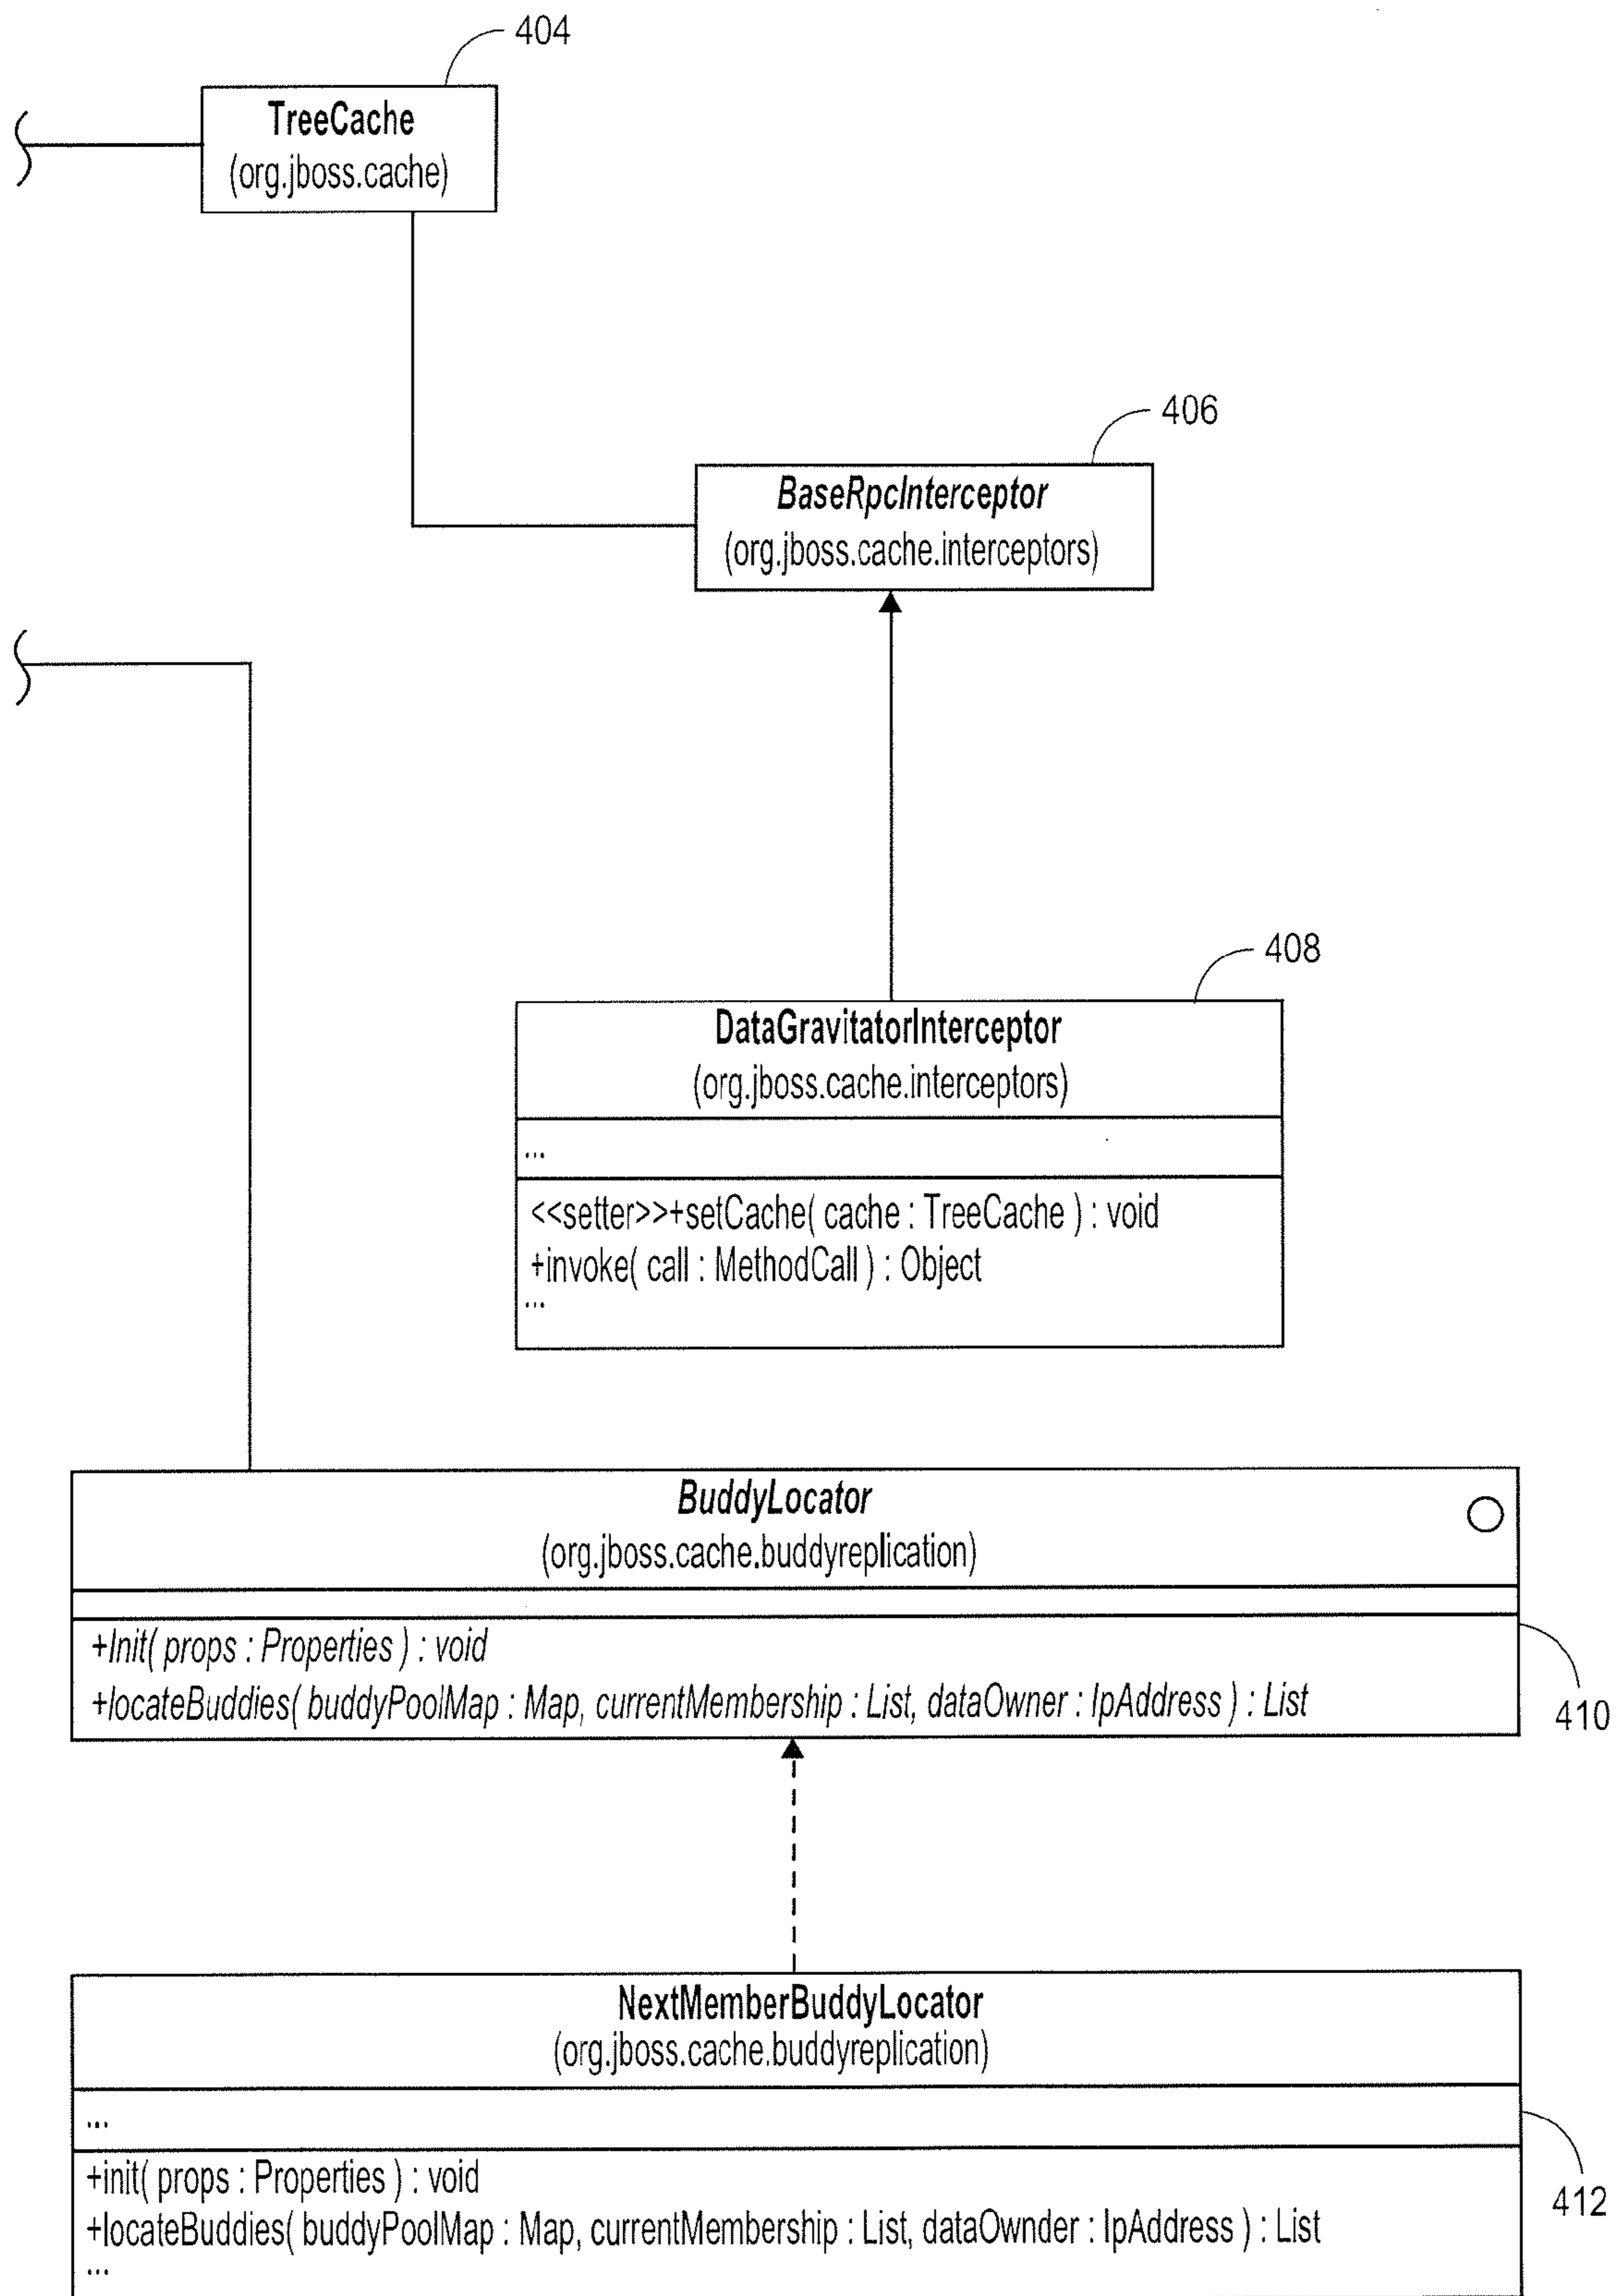 404
TreeCache
(org.jboss.cache)
406
BaseRpcInterceptor
(org.jboss.cache.interceptors)
408
DataGravitatorInterceptor
(org.jboss.cache.interceptors)
...
<<setter>>+setCache( cache : TreeCache ) : void
+invoke( call : MethodCall ) : Object
...
BuddyLocator
(org.jboss.cache.buddyreplication)
+Init( props : Properties ) : void
+locateBuddies( buddyPoolMap : Map, currentMembership : List, dataOwner : IpAddress ) : List
410
NextMemberBuddyLocator
(org.jboss.cache.buddyreplication)
...
+init( props : Properties ) : void
+locateBuddies( buddyPoolMap : Map, currentMembership : List, dataOwnder : IpAddress ) : List
...
412